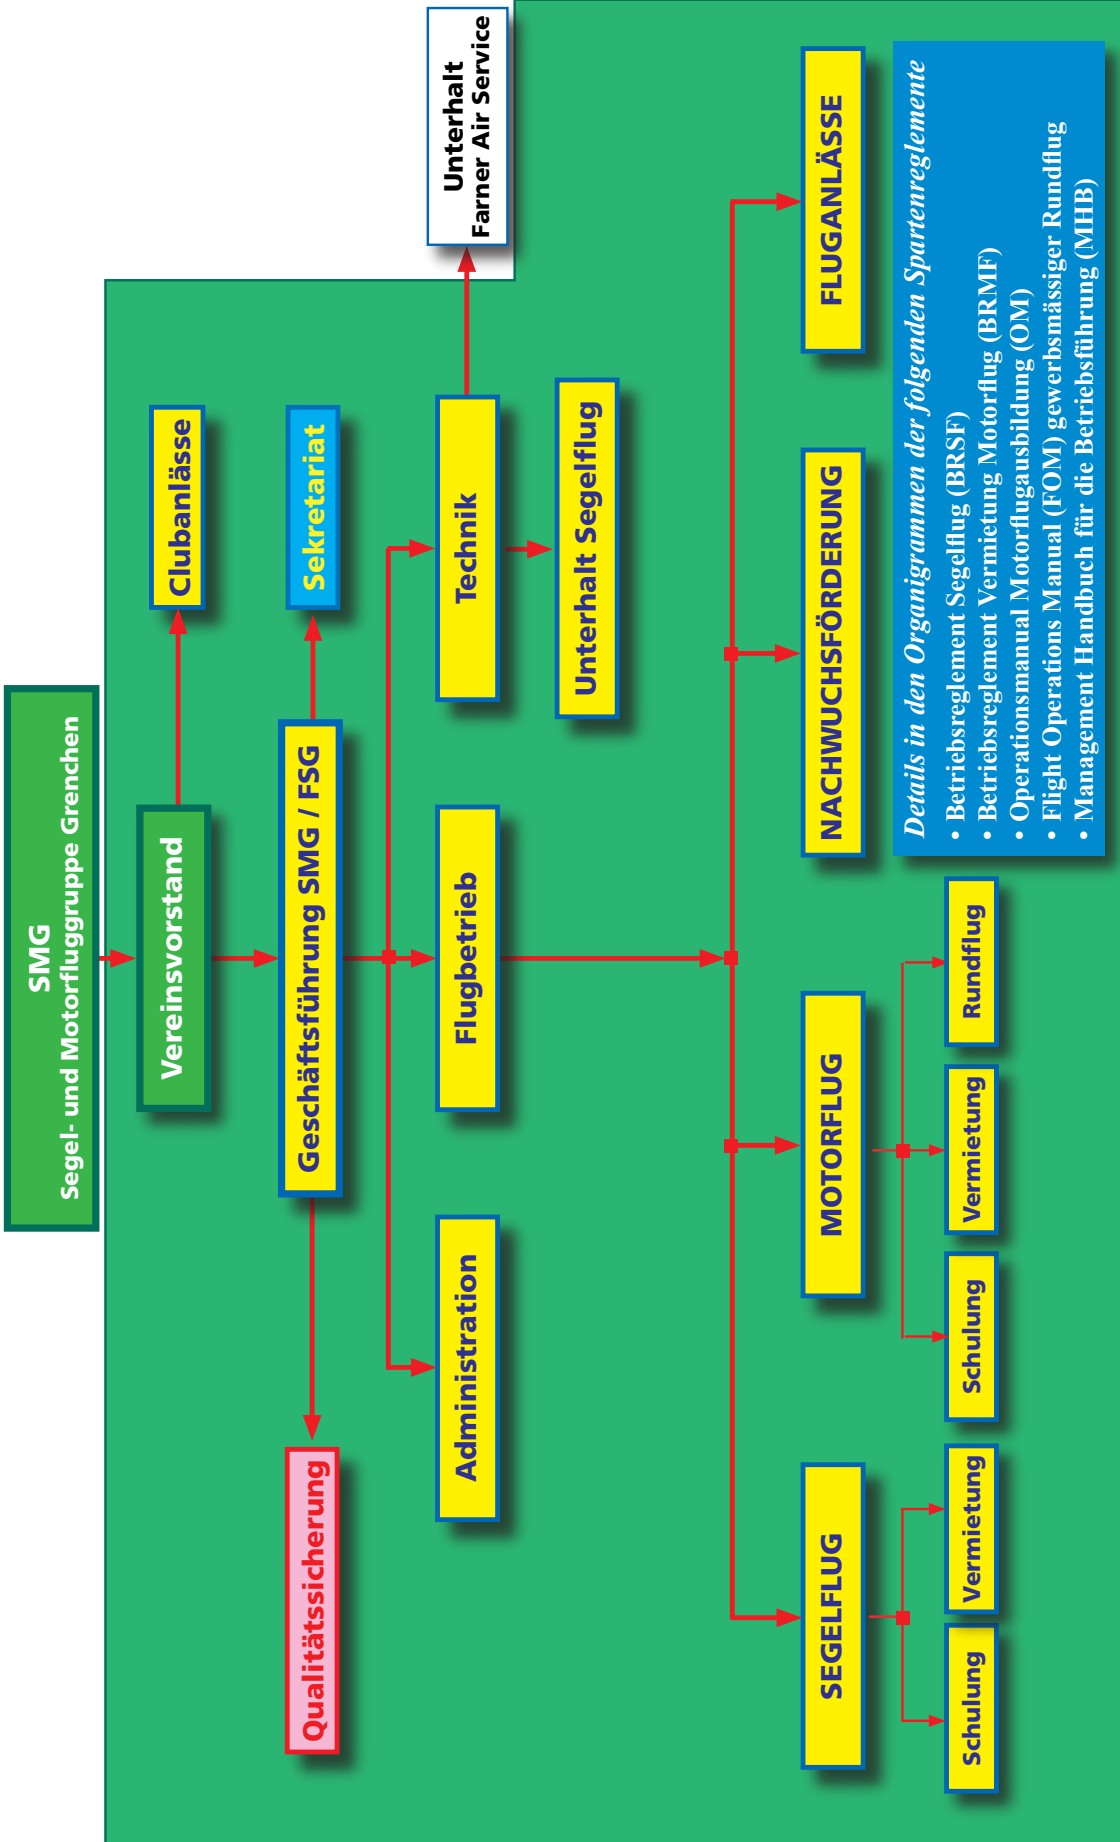 SMG
Segel- und Motorfluggruppe Grenchen
Vereinsvorstand
Clubanlässe
Qualitätssicherung
Geschäftsführung SMG / FSG
Sekretariat
Administration
Flugbetrieb
Technik
Unterhalt
Farner Air Service
Unterhalt Segelflug
SEGELFLUG
MOTORFLUG
NACHWUCHSFÖRDERUNG
FLUGANLÄSSE
Schulung
Vermietung
Schulung
Vermietung
Rundflug
Details in den Organigrammen der folgenden Spartenreglemente
• Betriebsreglement Segelflug (BRSF)
• Betriebsreglement Vermietung Motorflug (BRMF)
• Operationsmanual Motorflugausbildung (OM)
• Flight Operations Manual (FOM) gewerbsmässiger Rundflug
• Management Handbuch für die Betriebsführung (MHB)